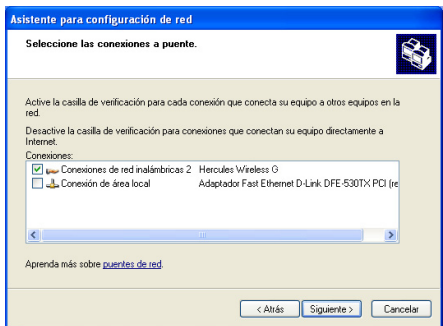 Asistente para configuración de red
Seleccione las conexiones a puente.
Active la casilla de verificación para cada conexión que conecta su equipo a otros equipos en la
red.
Desactive la casilla de verificación para conexiones que conectan su equipo directamente a
Internet.
Conexiones:
Conexiones de red inalámbricas 2 Hercules Wireless G
Conexión de área local Adaptador Fast Ethernet D-Link DFE-530TX PCI (re
Aprenda más sobre puentes de red.
< Atrás Siguiente > Cancelar